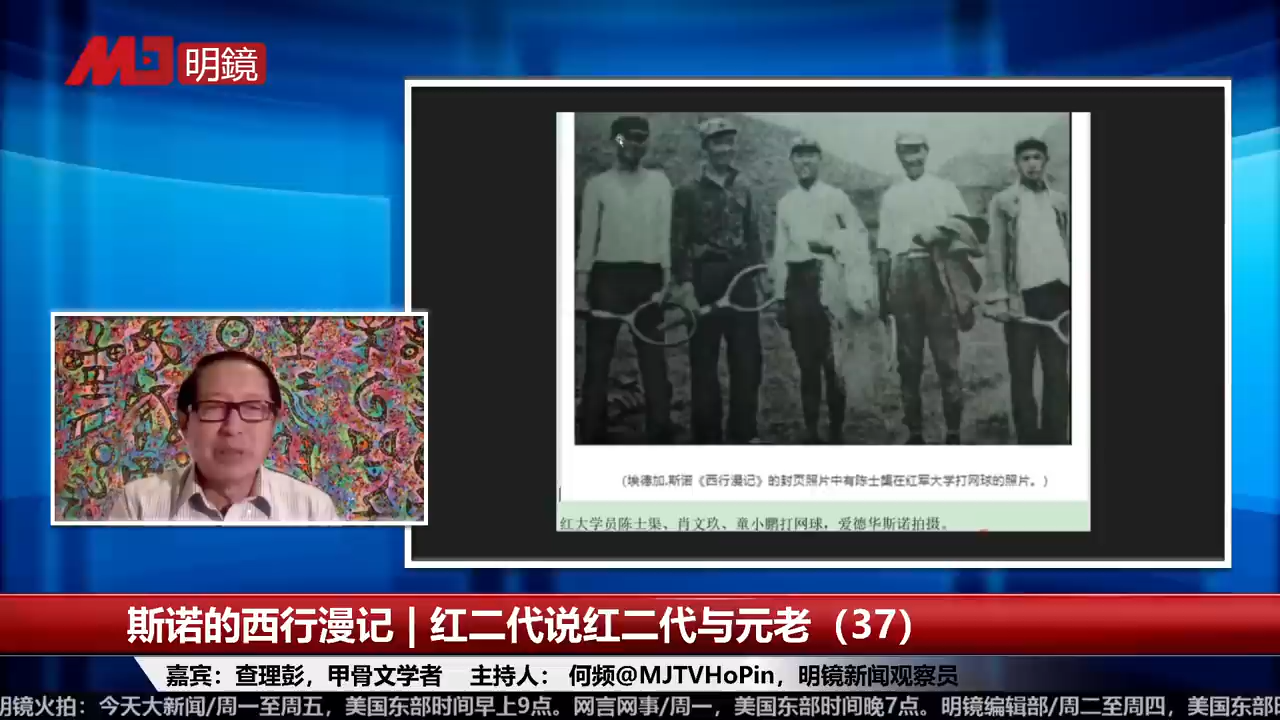 明鏡
（埃德加.斯诺《西行漫记》的封页照片中有陈士榘在红军大学打网球的照片。）
红大学员陈士渠、肖文玖、童小鹏打网球，爱德华斯诺拍摄。
斯诺的西行漫记 | 红二代说红二代与元老（37）
嘉宾：查理彭，甲骨文学者 主持人： 何频@MJTVHoPin，明镜新闻观察员
明镜火拍：今天大新闻/周一至周五，美国东部时间早上9点。网言网事/周一，美国东部时间晚7点。明镜编辑部/周二至周四，美国东部